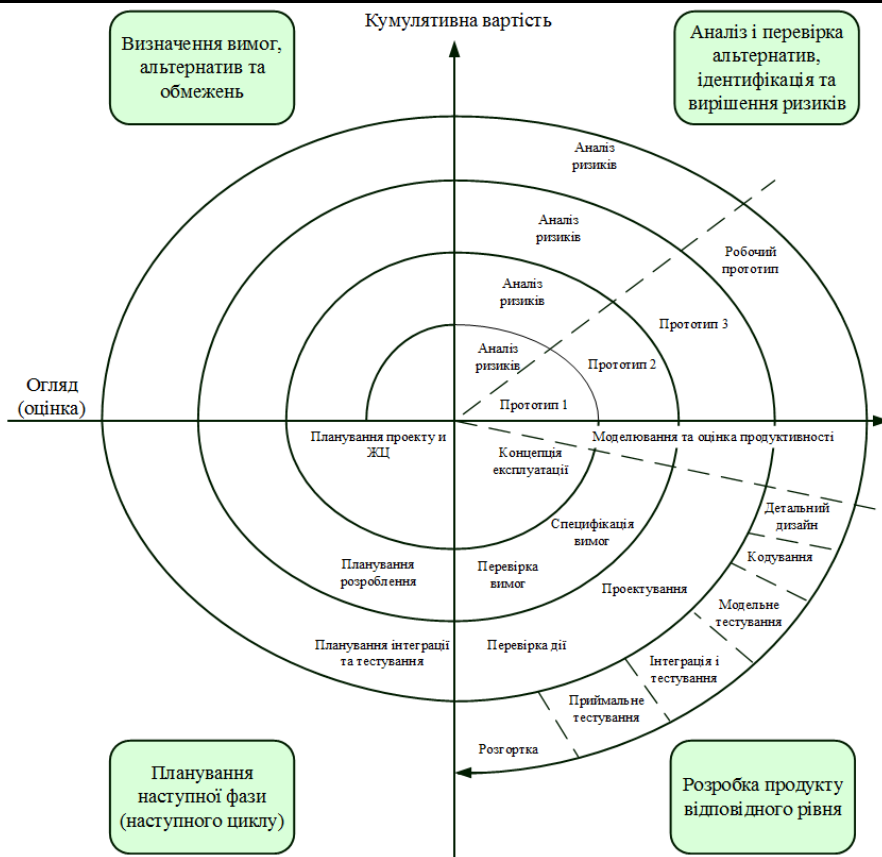 Кумулятивна вартість
Визначення вимог,
альтернатив та
обмежень
Аналіз і перевірка
альтернатив,
ідентифікація та
вирішення ризиків
Аналіз
ризиків
Аналіз
ризиків
Робочий
прототип
Аналіз
ризиків
Прототип 3
Аналіз
ризиків
Прототип 2
Огляд
(оцінка)
Прототип 1
Планування проекту и
ЖЦ
Концепція
експлуатації
Моделювання та оцінка продуктивності
Детальний
дизайн
Специфікація
вимог
Кодування
Планування
розроблення
Перевірка
вимог
Проектування
Модельне
тестування
Планування інтеграції
та тестування
Перевірка дії
Інтеграція і
тестування
Приймальне
тестування
Розгортка
Планування
наступної фази
(наступного циклу)
Розробка продукту
відповідного рівня